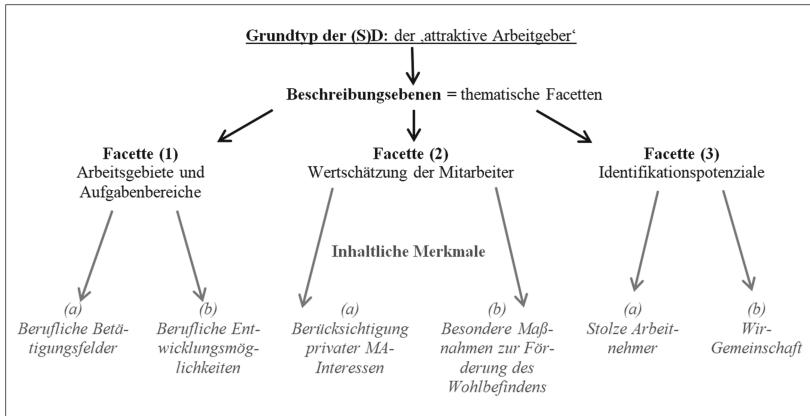 Grundtyp der (S)D: der ‚attraktive Arbeitgeber‘
Beschreibungsebenen = thematische Facetten
Facette (1)
Arbeitsgebiete und
Aufgabenbereiche
Facette (2)
Wertschätzung der Mitarbeiter
Facette (3)
Identifikationspotenziale
Inhaltliche Merkmale
(a)
Berufliche Betä-
tigungsfelder
(b)
Berufliche Ent-
wicklungsmög-
lichkeiten
(a)
Berücksichtigung
privater MA-
Interessen
(b)
Besondere Maß-
nahmen zur För-
derung des
Wohlbefindens
(a)
Stolze Arbeit-
nehmer
(b)
Wir-
Gemeinschaft